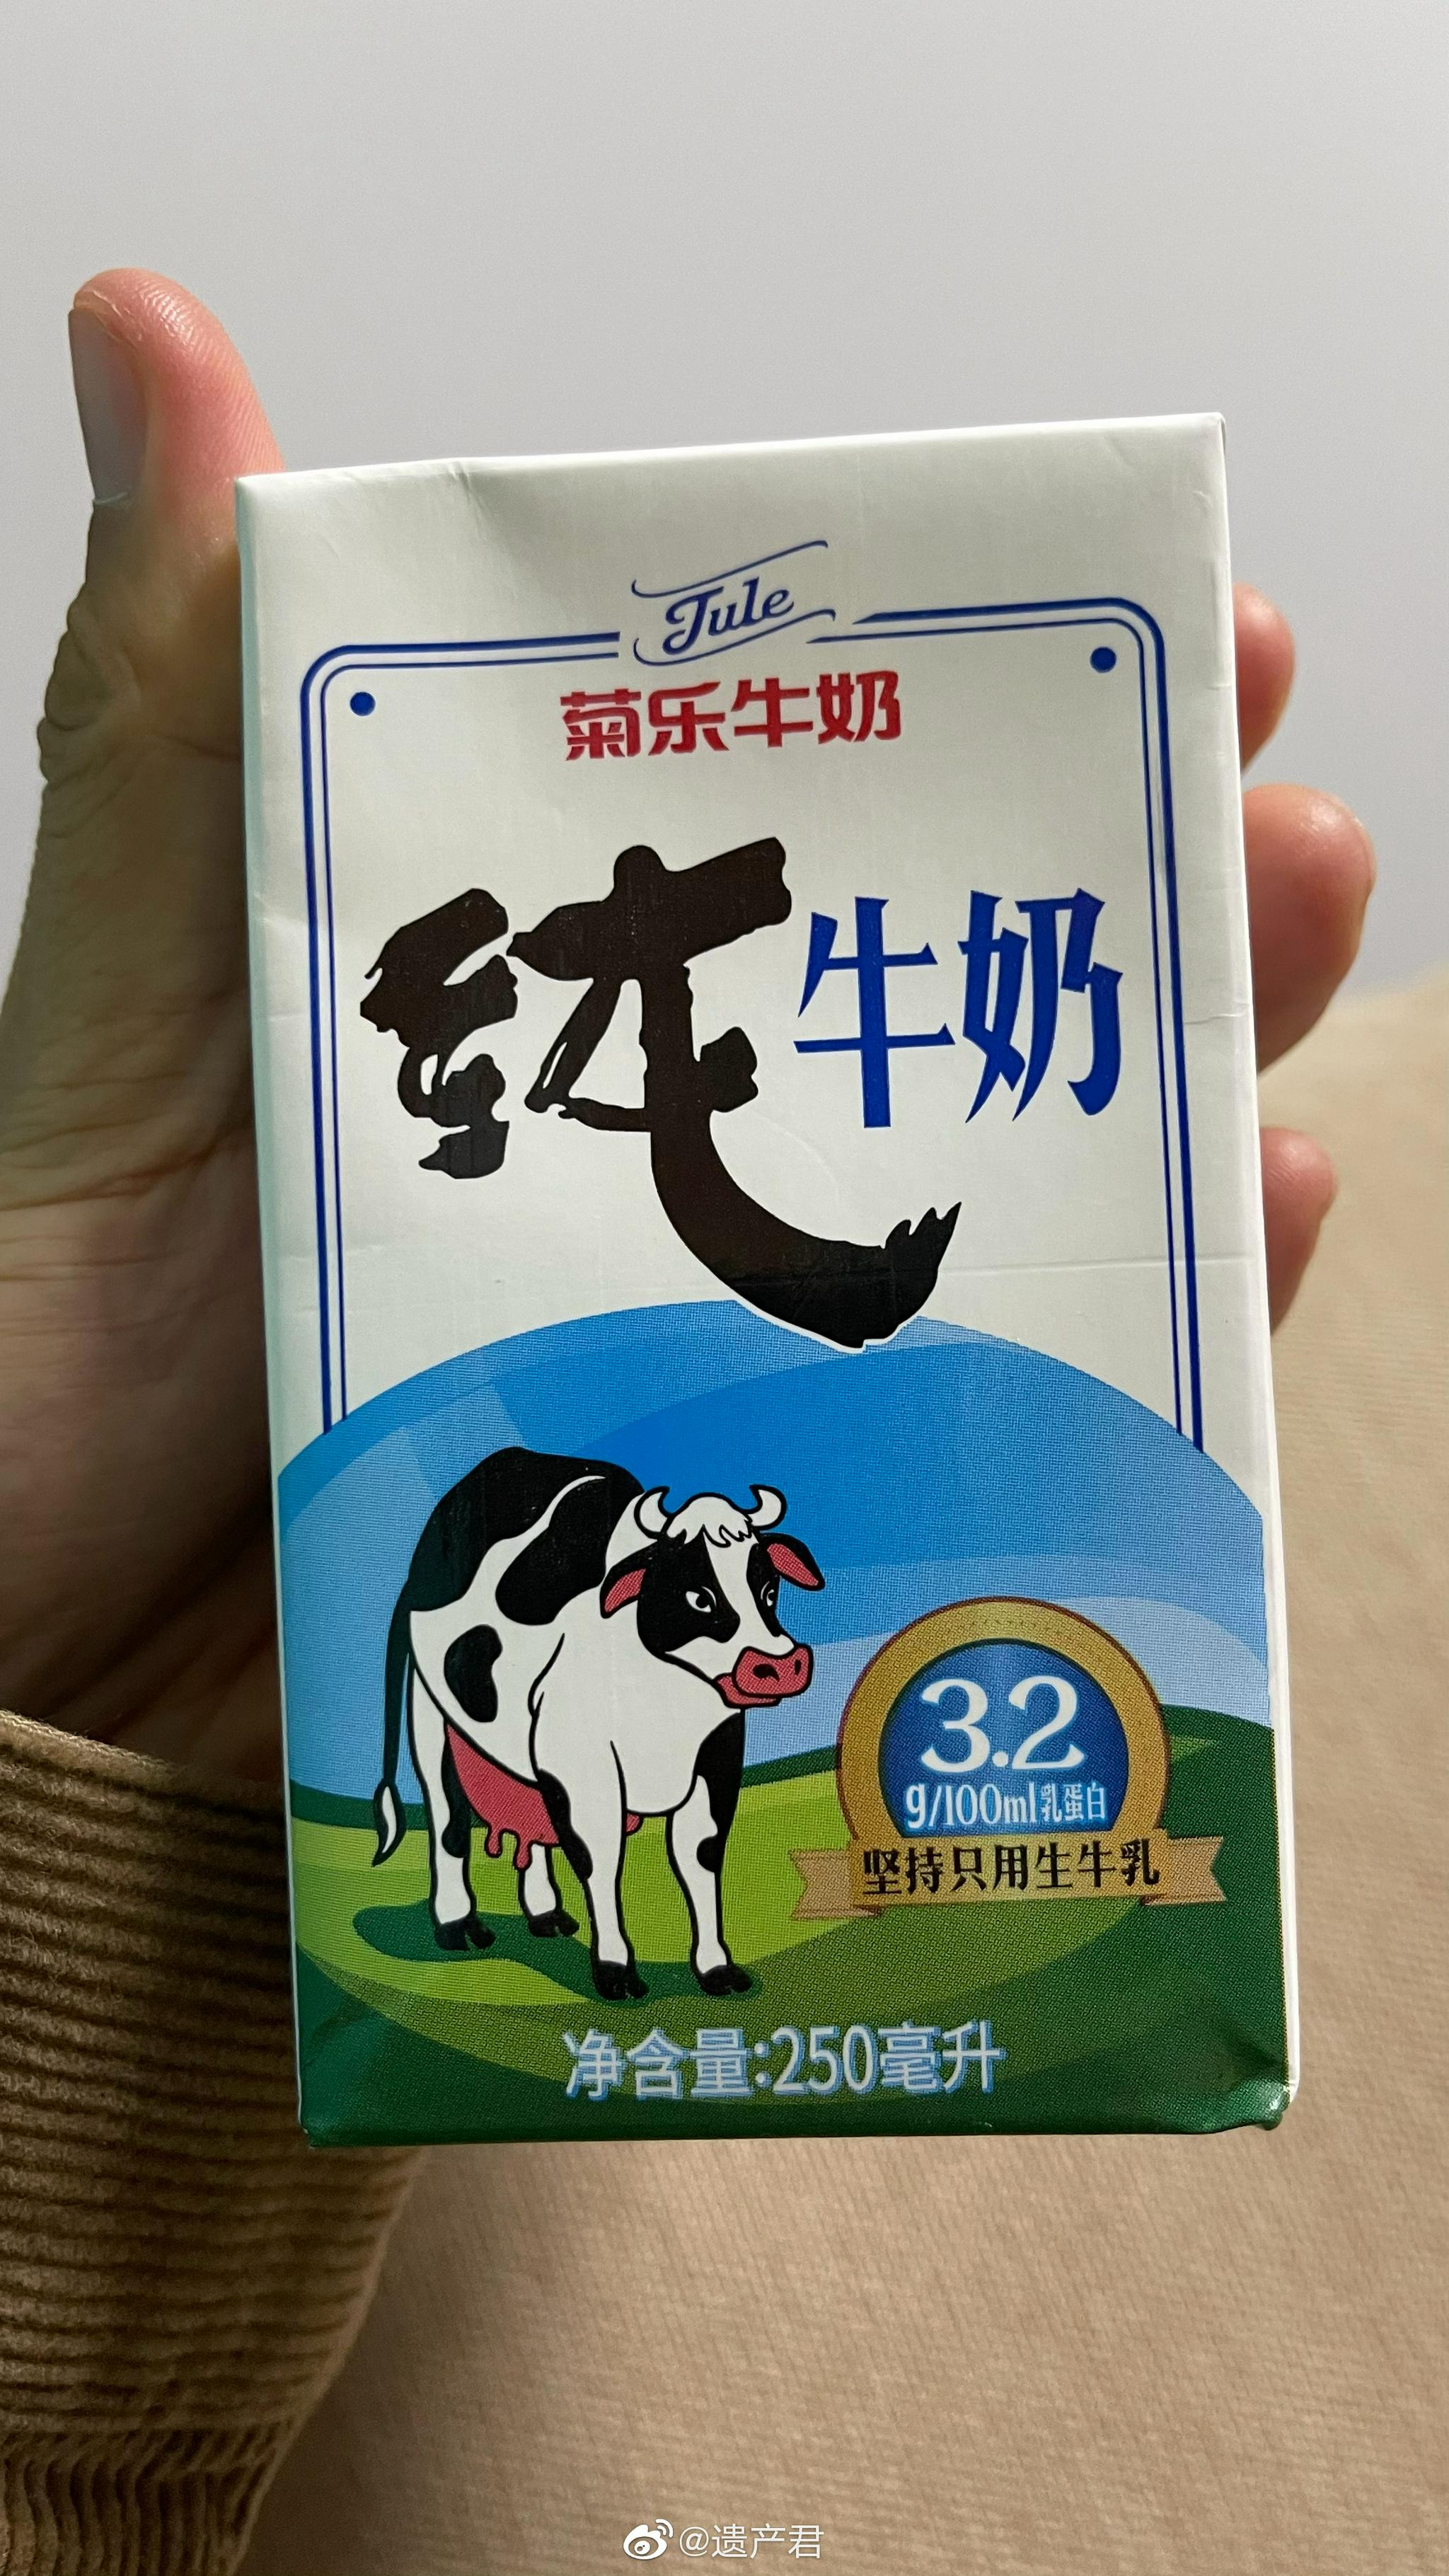 Jule
菊乐牛奶
纯牛奶
3.2
g/100ml乳蛋白
坚持只用生牛乳
净含量:250毫升
@遗产君